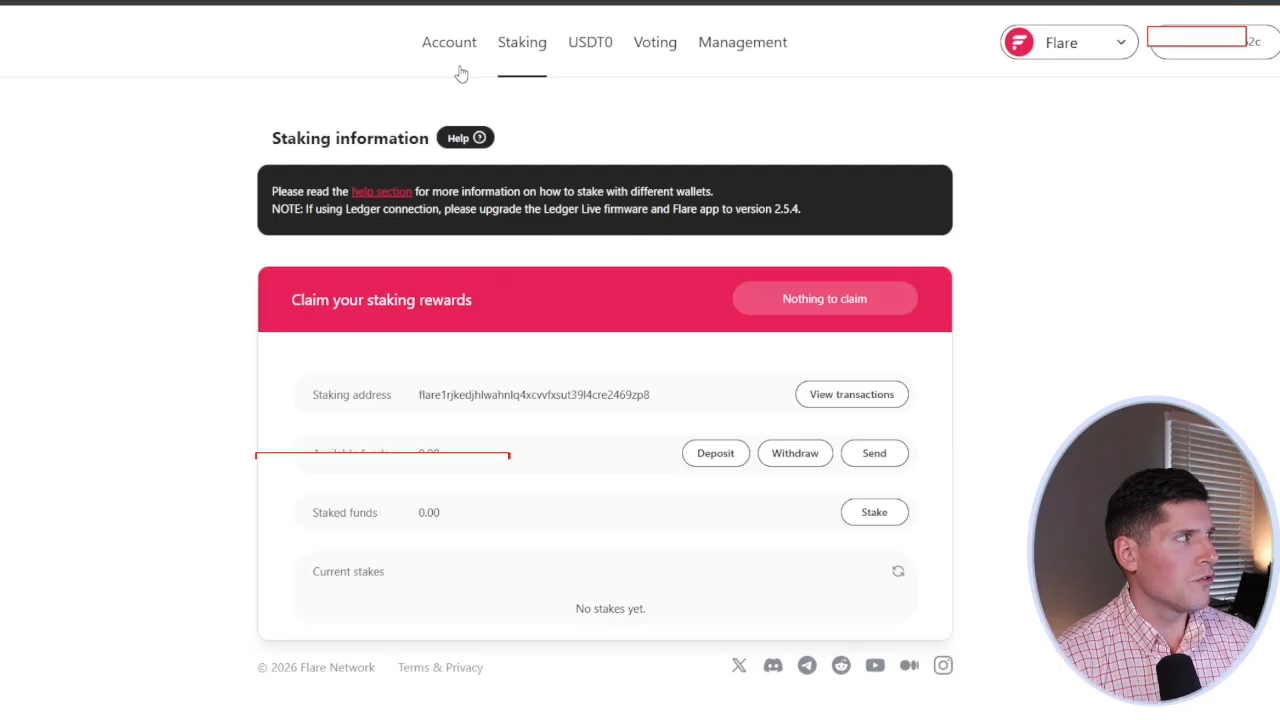 Account Staking USDT0 Voting Management Flare 2c
Staking information Help
Please read the help section for more information on how to stake with different wallets.
NOTE: If using Ledger connection, please upgrade the Ledger Live firmware and Flare app to version 2.5.4.
Claim your staking rewards Nothing to claim
Staking address flare1rjkedjhlwahnlq4xcvvfxsut39l4cre2469zp8 View transactions
Deposit Withdraw Send
Staked funds 0.00 Stake
Current stakes
No stakes yet.
© 2026 Flare Network Terms & Privacy